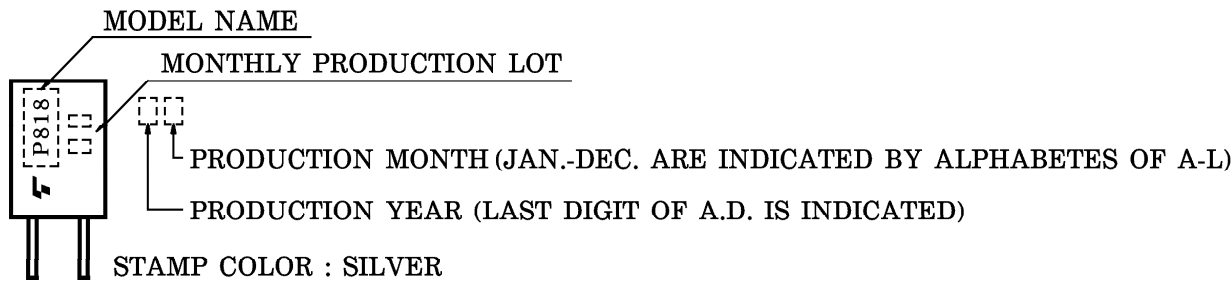 MODEL NAME
MONTHLY PRODUCTION LOT
P818
PRODUCTION MONTH (JAN.-DEC. ARE INDICATED BY ALPHABETES OF A-L)
PRODUCTION YEAR (LAST DIGIT OF A.D. IS INDICATED)
STAMP COLOR : SILVER